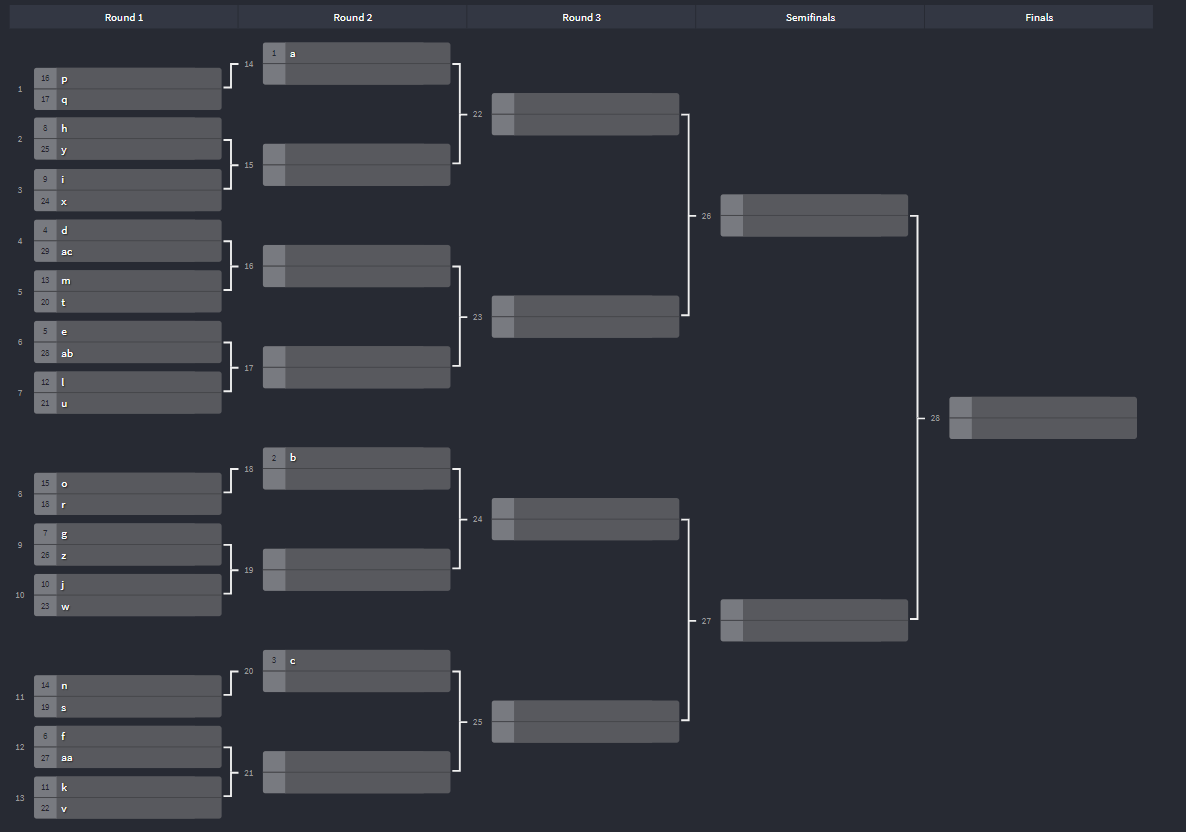 Round 1 Round 2 Round 3 Semifinals Finals
1 a
14
16 p
1
17 q
22
8 h
2
25 y
15
9 i
3
24 x
26
4 d
4
29 ac
16
13 m
5
20 t
23
5 e
6
28 ab
17
12 l
7
21 u
28
2 b
18
15 o
8
18 r
24
7 g
9
26 z
19
10 j
10
23 w
27
3 c
20
14 n
11
19 s
25
6 f
12
27 aa
21
11 k
13
22 v